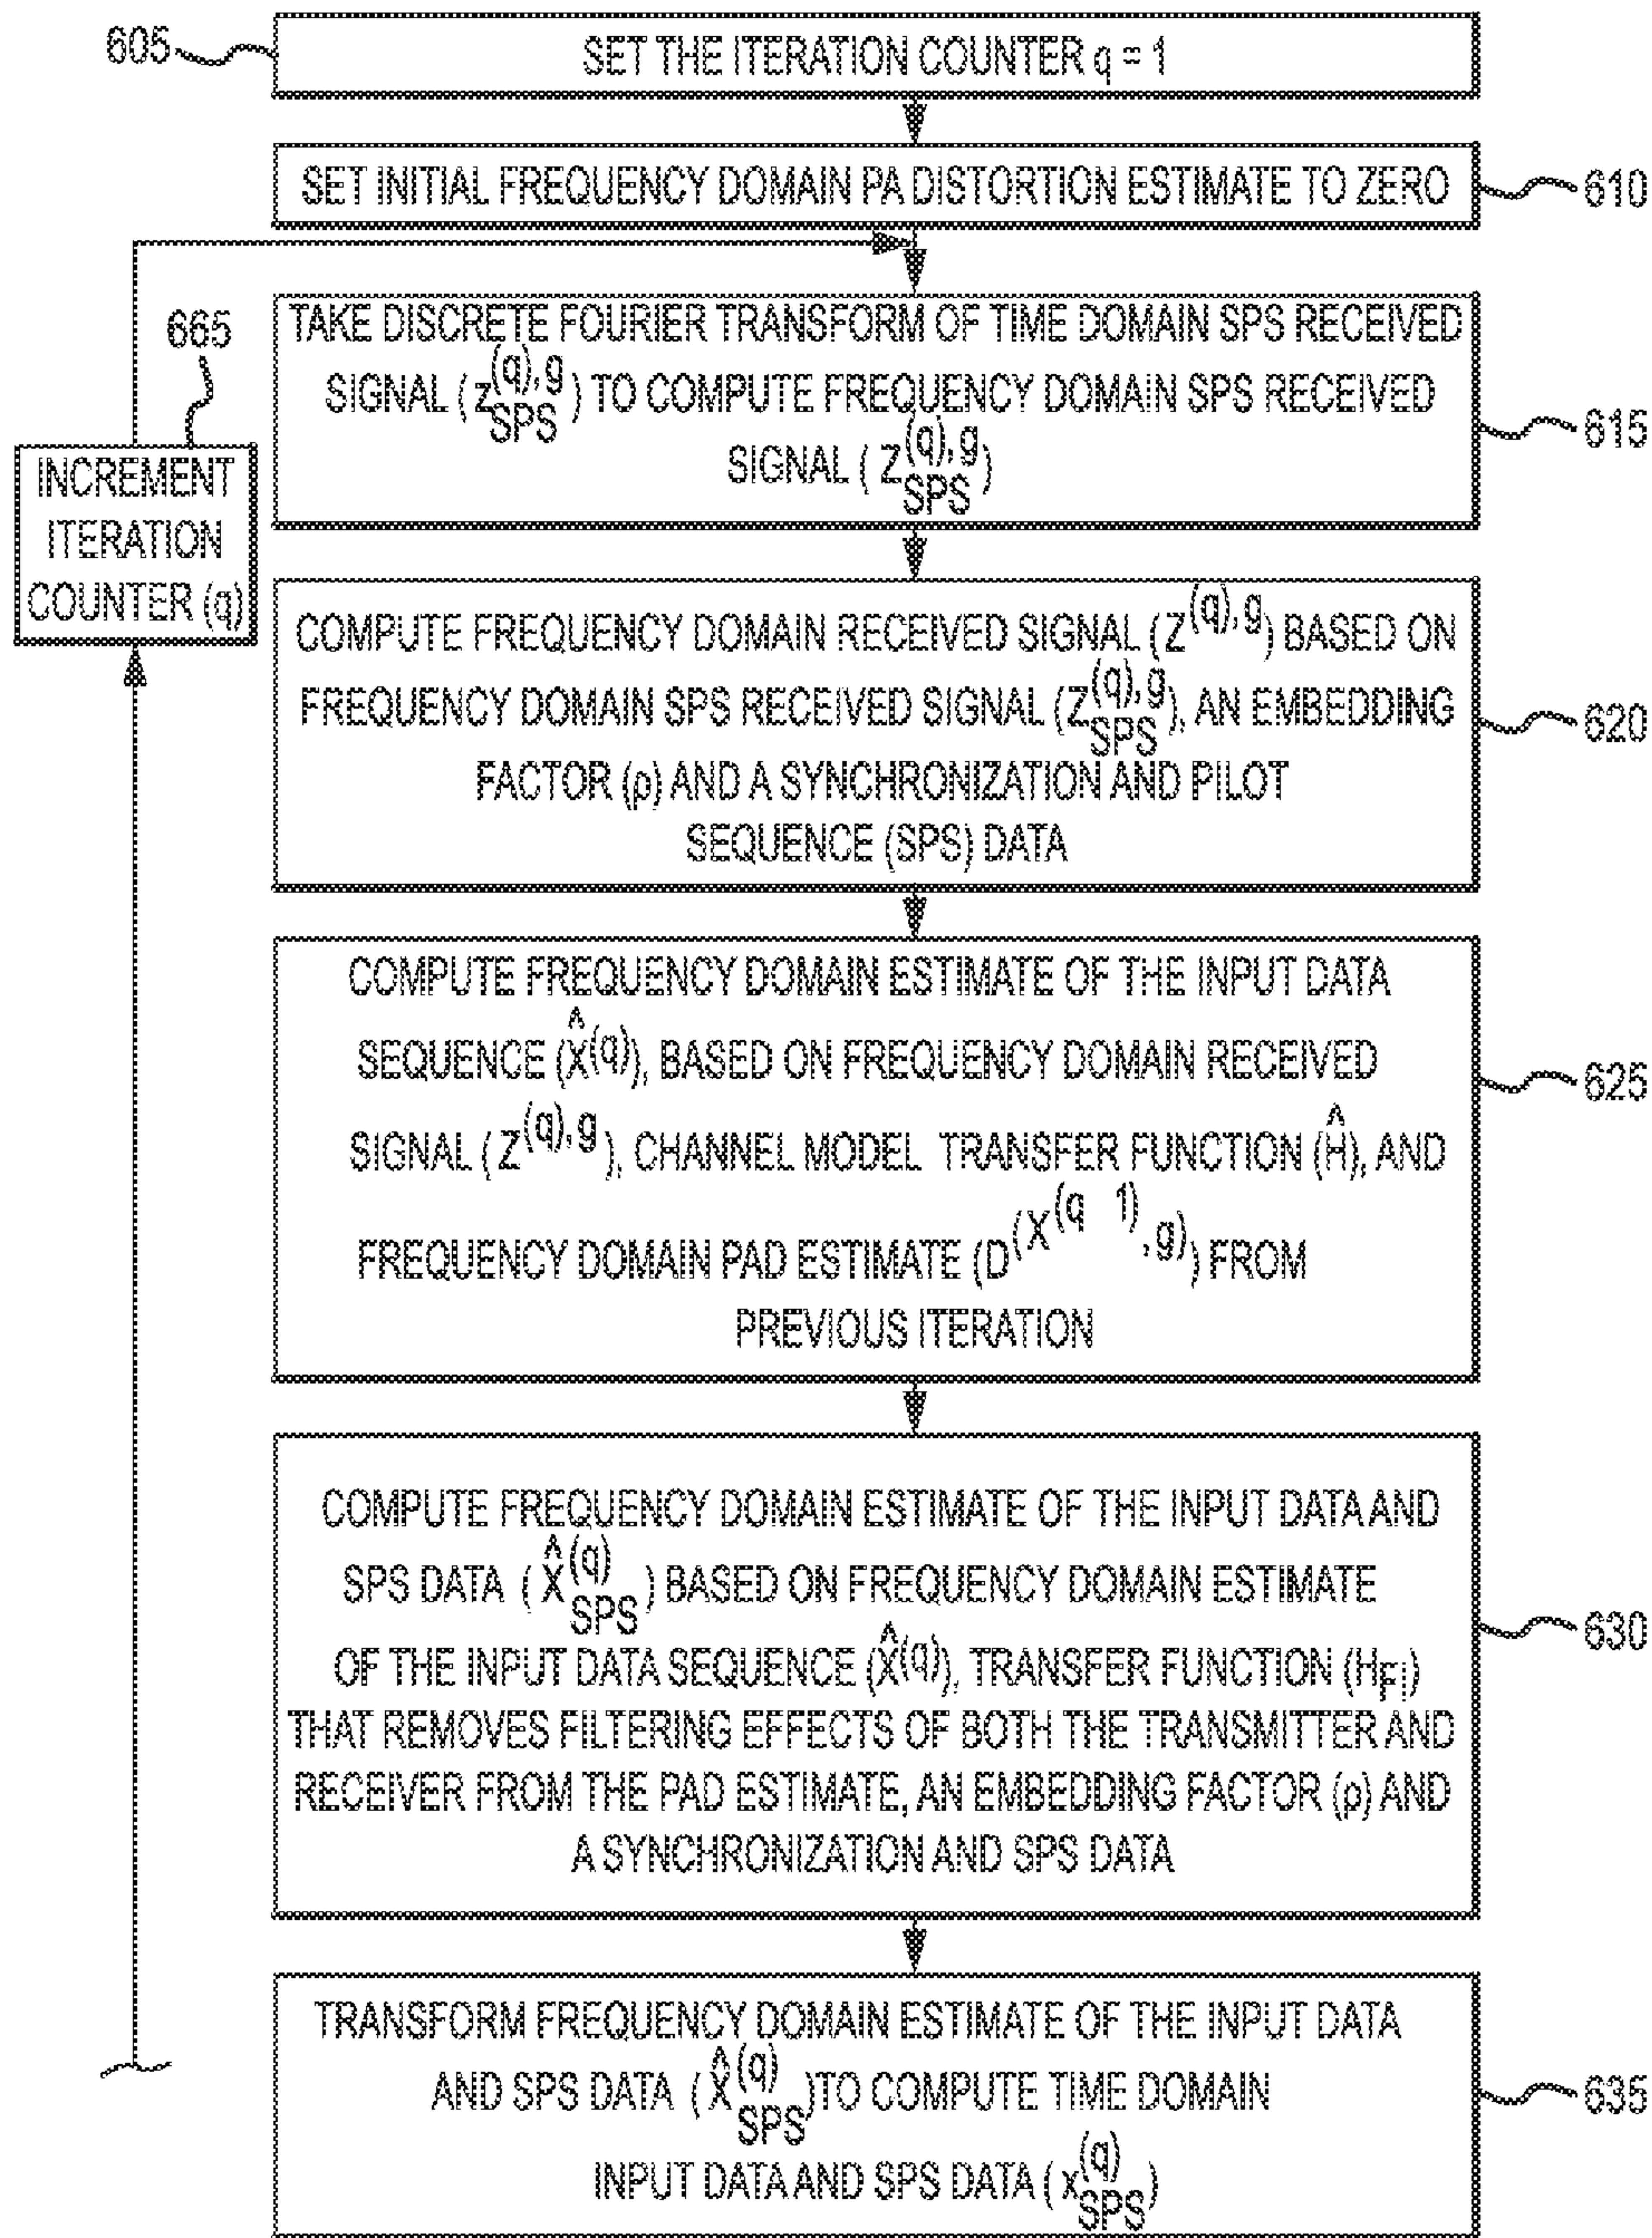 605
SET THE ITERATION COUNTER q = 1
SET INITIAL FREQUENCY DOMAIN PA DISTORTION ESTIMATE TO ZERO
610
665
INCREMENT
ITERATION
COUNTER (q)
TAKE DISCRETE FOURIER TRANSFORM OF TIME DOMAIN SPS RECEIVED
SIGNAL (z_SPS^(q),g) TO COMPUTE FREQUENCY DOMAIN SPS RECEIVED
SIGNAL (Z_SPS^(q),g)
615
COMPUTE FREQUENCY DOMAIN RECEIVED SIGNAL (Z^(q),g) BASED ON
FREQUENCY DOMAIN SPS RECEIVED SIGNAL (Z_SPS^(q),g), AN EMBEDDING
FACTOR (ρ) AND A SYNCHRONIZATION AND PILOT
SEQUENCE (SPS) DATA
620
COMPUTE FREQUENCY DOMAIN ESTIMATE OF THE INPUT DATA
SEQUENCE (X̂^(q)), BASED ON FREQUENCY DOMAIN RECEIVED
SIGNAL (Z^(q),g), CHANNEL MODEL TRANSFER FUNCTION (Ĥ), AND
FREQUENCY DOMAIN PAD ESTIMATE (D^(X^(q 1),g)) FROM
PREVIOUS ITERATION
625
COMPUTE FREQUENCY DOMAIN ESTIMATE OF THE INPUT DATA AND
SPS DATA (X̂_SPS^(q)) BASED ON FREQUENCY DOMAIN ESTIMATE
OF THE INPUT DATA SEQUENCE (X̂^(q)), TRANSFER FUNCTION (H_Fi)
THAT REMOVES FILTERING EFFECTS OF BOTH THE TRANSMITTER AND
RECEIVER FROM THE PAD ESTIMATE, AN EMBEDDING FACTOR (ρ) AND
A SYNCHRONIZATION AND SPS DATA
630
TRANSFORM FREQUENCY DOMAIN ESTIMATE OF THE INPUT DATA
AND SPS DATA (X̂_SPS^(q)) TO COMPUTE TIME DOMAIN
INPUT DATA AND SPS DATA (x_SPS^(q))
635